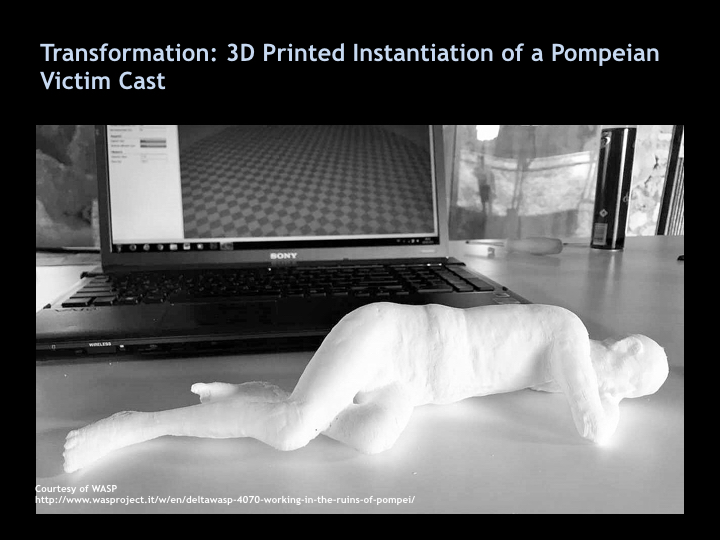 Transformation: 3D Printed Instantiation of a Pompeian
Victim Cast
SONY
WIRELESS
Courtesy of WASP
http://www.wasproject.it/w/en/deltawasp-4070-working-in-the-ruins-of-pompei/